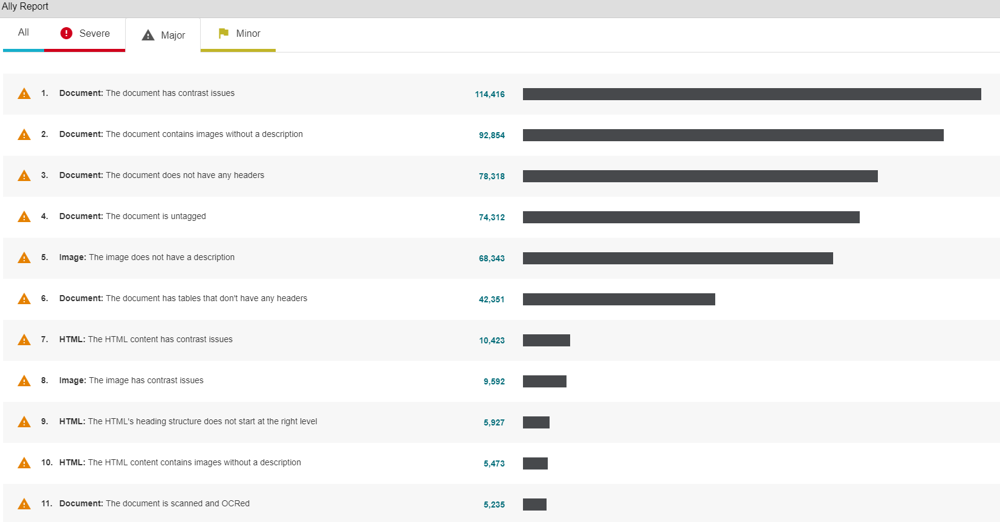 Ally Report
All Severe Major Minor
1. Document: The document has contrast issues 114,416
2. Document: The document contains images without a description 92,854
3. Document: The document does not have any headers 78,318
4. Document: The document is untagged 74,312
5. Image: The image does not have a description 68,343
6. Document: The document has tables that don't have any headers 42,351
7. HTML: The HTML content has contrast issues 10,423
8. Image: The image has contrast issues 9,592
9. HTML: The HTML's heading structure does not start at the right level 5,927
10. HTML: The HTML content contains images without a description 5,473
11. Document: The document is scanned and OCRed 5,235